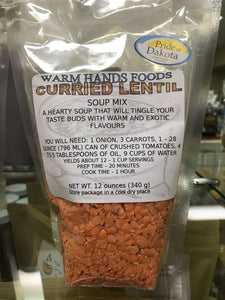 Pride of
Dakota
WARM HANDS FOODS
CURRIED LENTIL
SOUP MIX
A HEARTY SOUP THAT WILL TINGLE YOUR
TASTE BUDS WITH WARM AND EXOTIC
FLAVOURS
YOU WILL NEED: 1 ONION, 3 CARROTS, 1 – 28
OUNCE (796 ML) CAN OF CRUSHED TOMATOES, 4
TO 5 TABLESPOONS OF OIL, 9 CUPS OF WATER
YIELDS ABOUT 12 - 1 CUP SERVINGS
PREP TIME – 20 MINUTES
COOK TIME – 1 HOUR
NET WT. 12 ounces (340 g)
Store package in a cool dry place